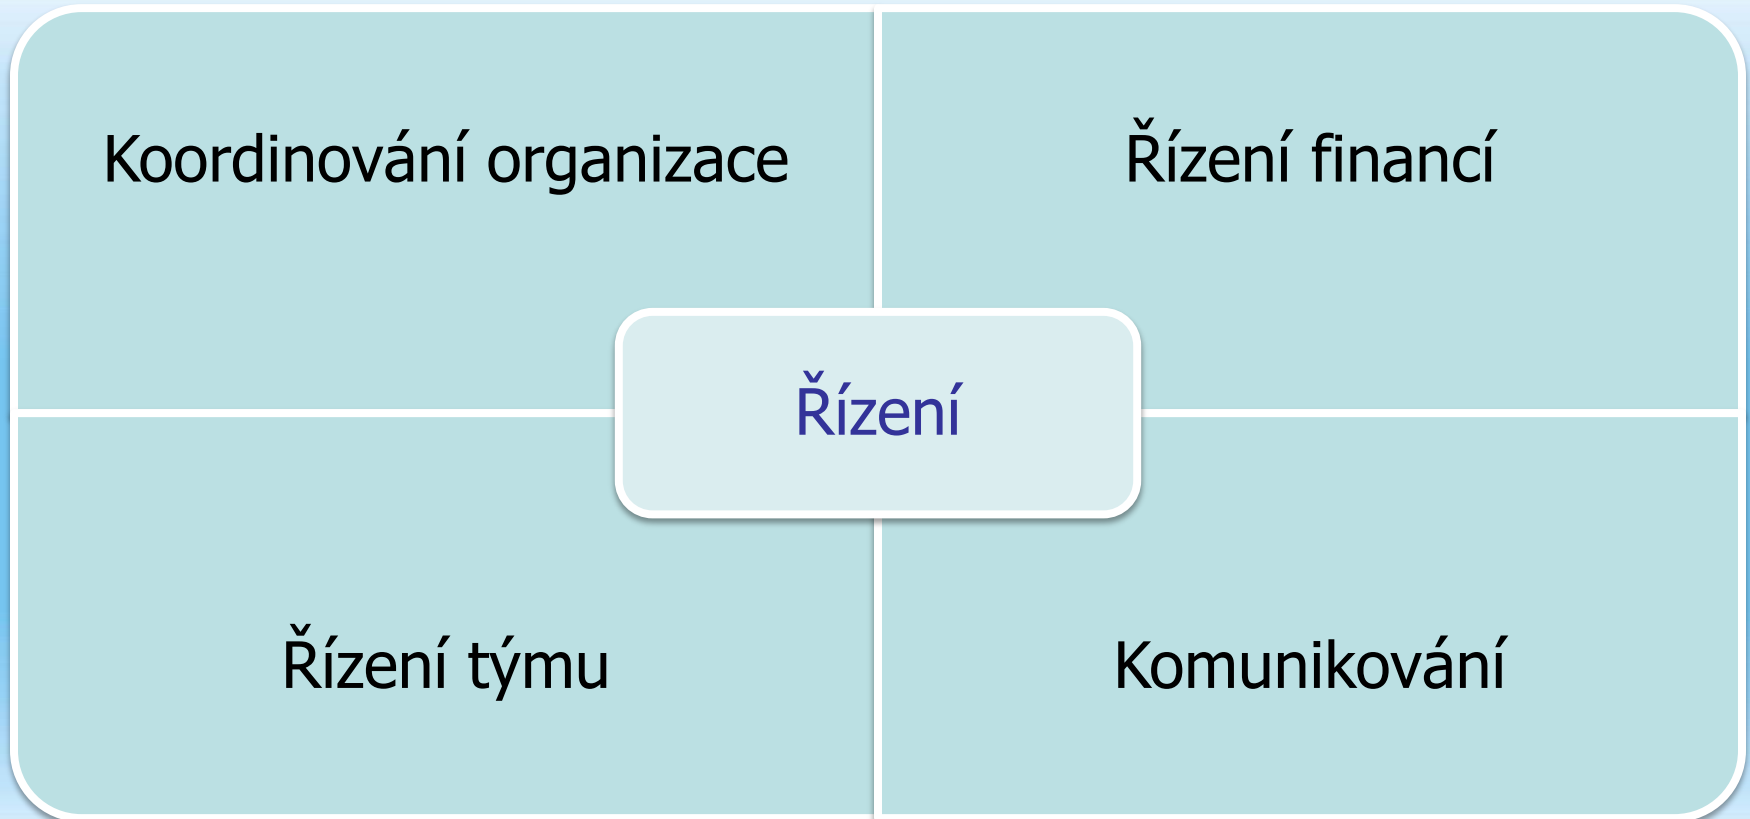 Koordinování organizace
Řízení financí
Řízení
Řízení týmu
Komunikování